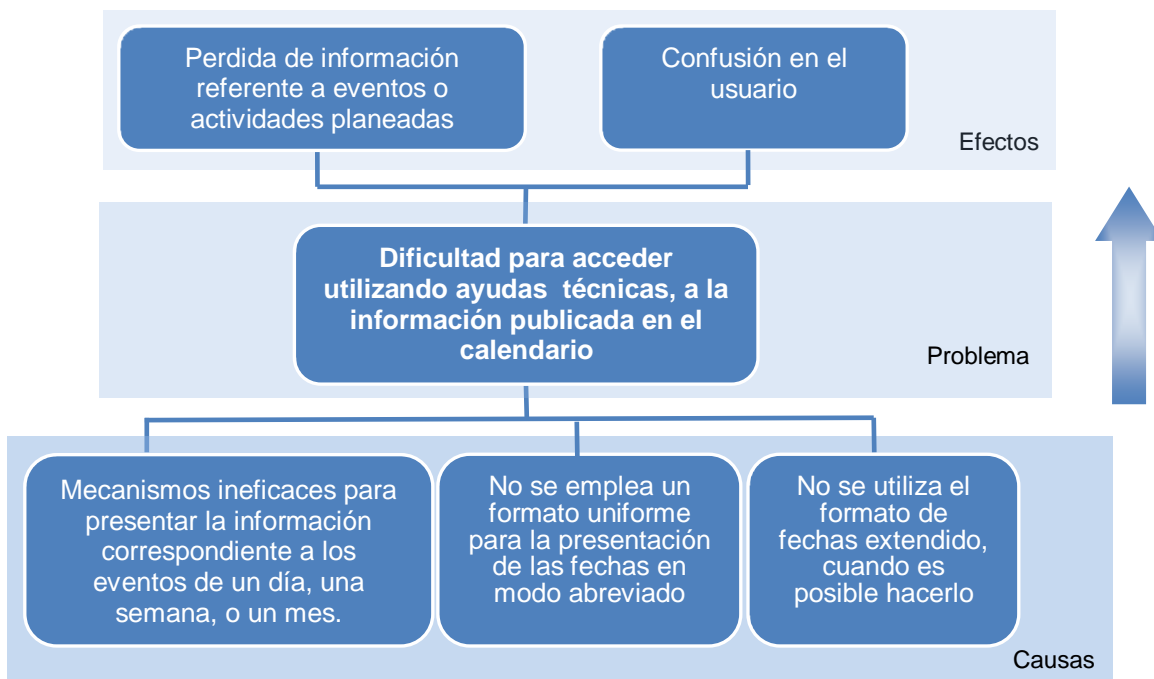 Perdida de información
referente a eventos o
actividades planeadas
Confusión en el
usuario
Efectos
Dificultad para acceder
utilizando ayudas  técnicas, a la
información publicada en el
calendario
Problema
Mecanismos ineficaces para
presentar la información
correspondiente a los
eventos de un día, una
semana, o un mes.
No se emplea un
formato uniforme
para la presentación
de las fechas en
modo abreviado
No se utiliza el
formato de
fechas extendido,
cuando es
posible hacerlo
Causas